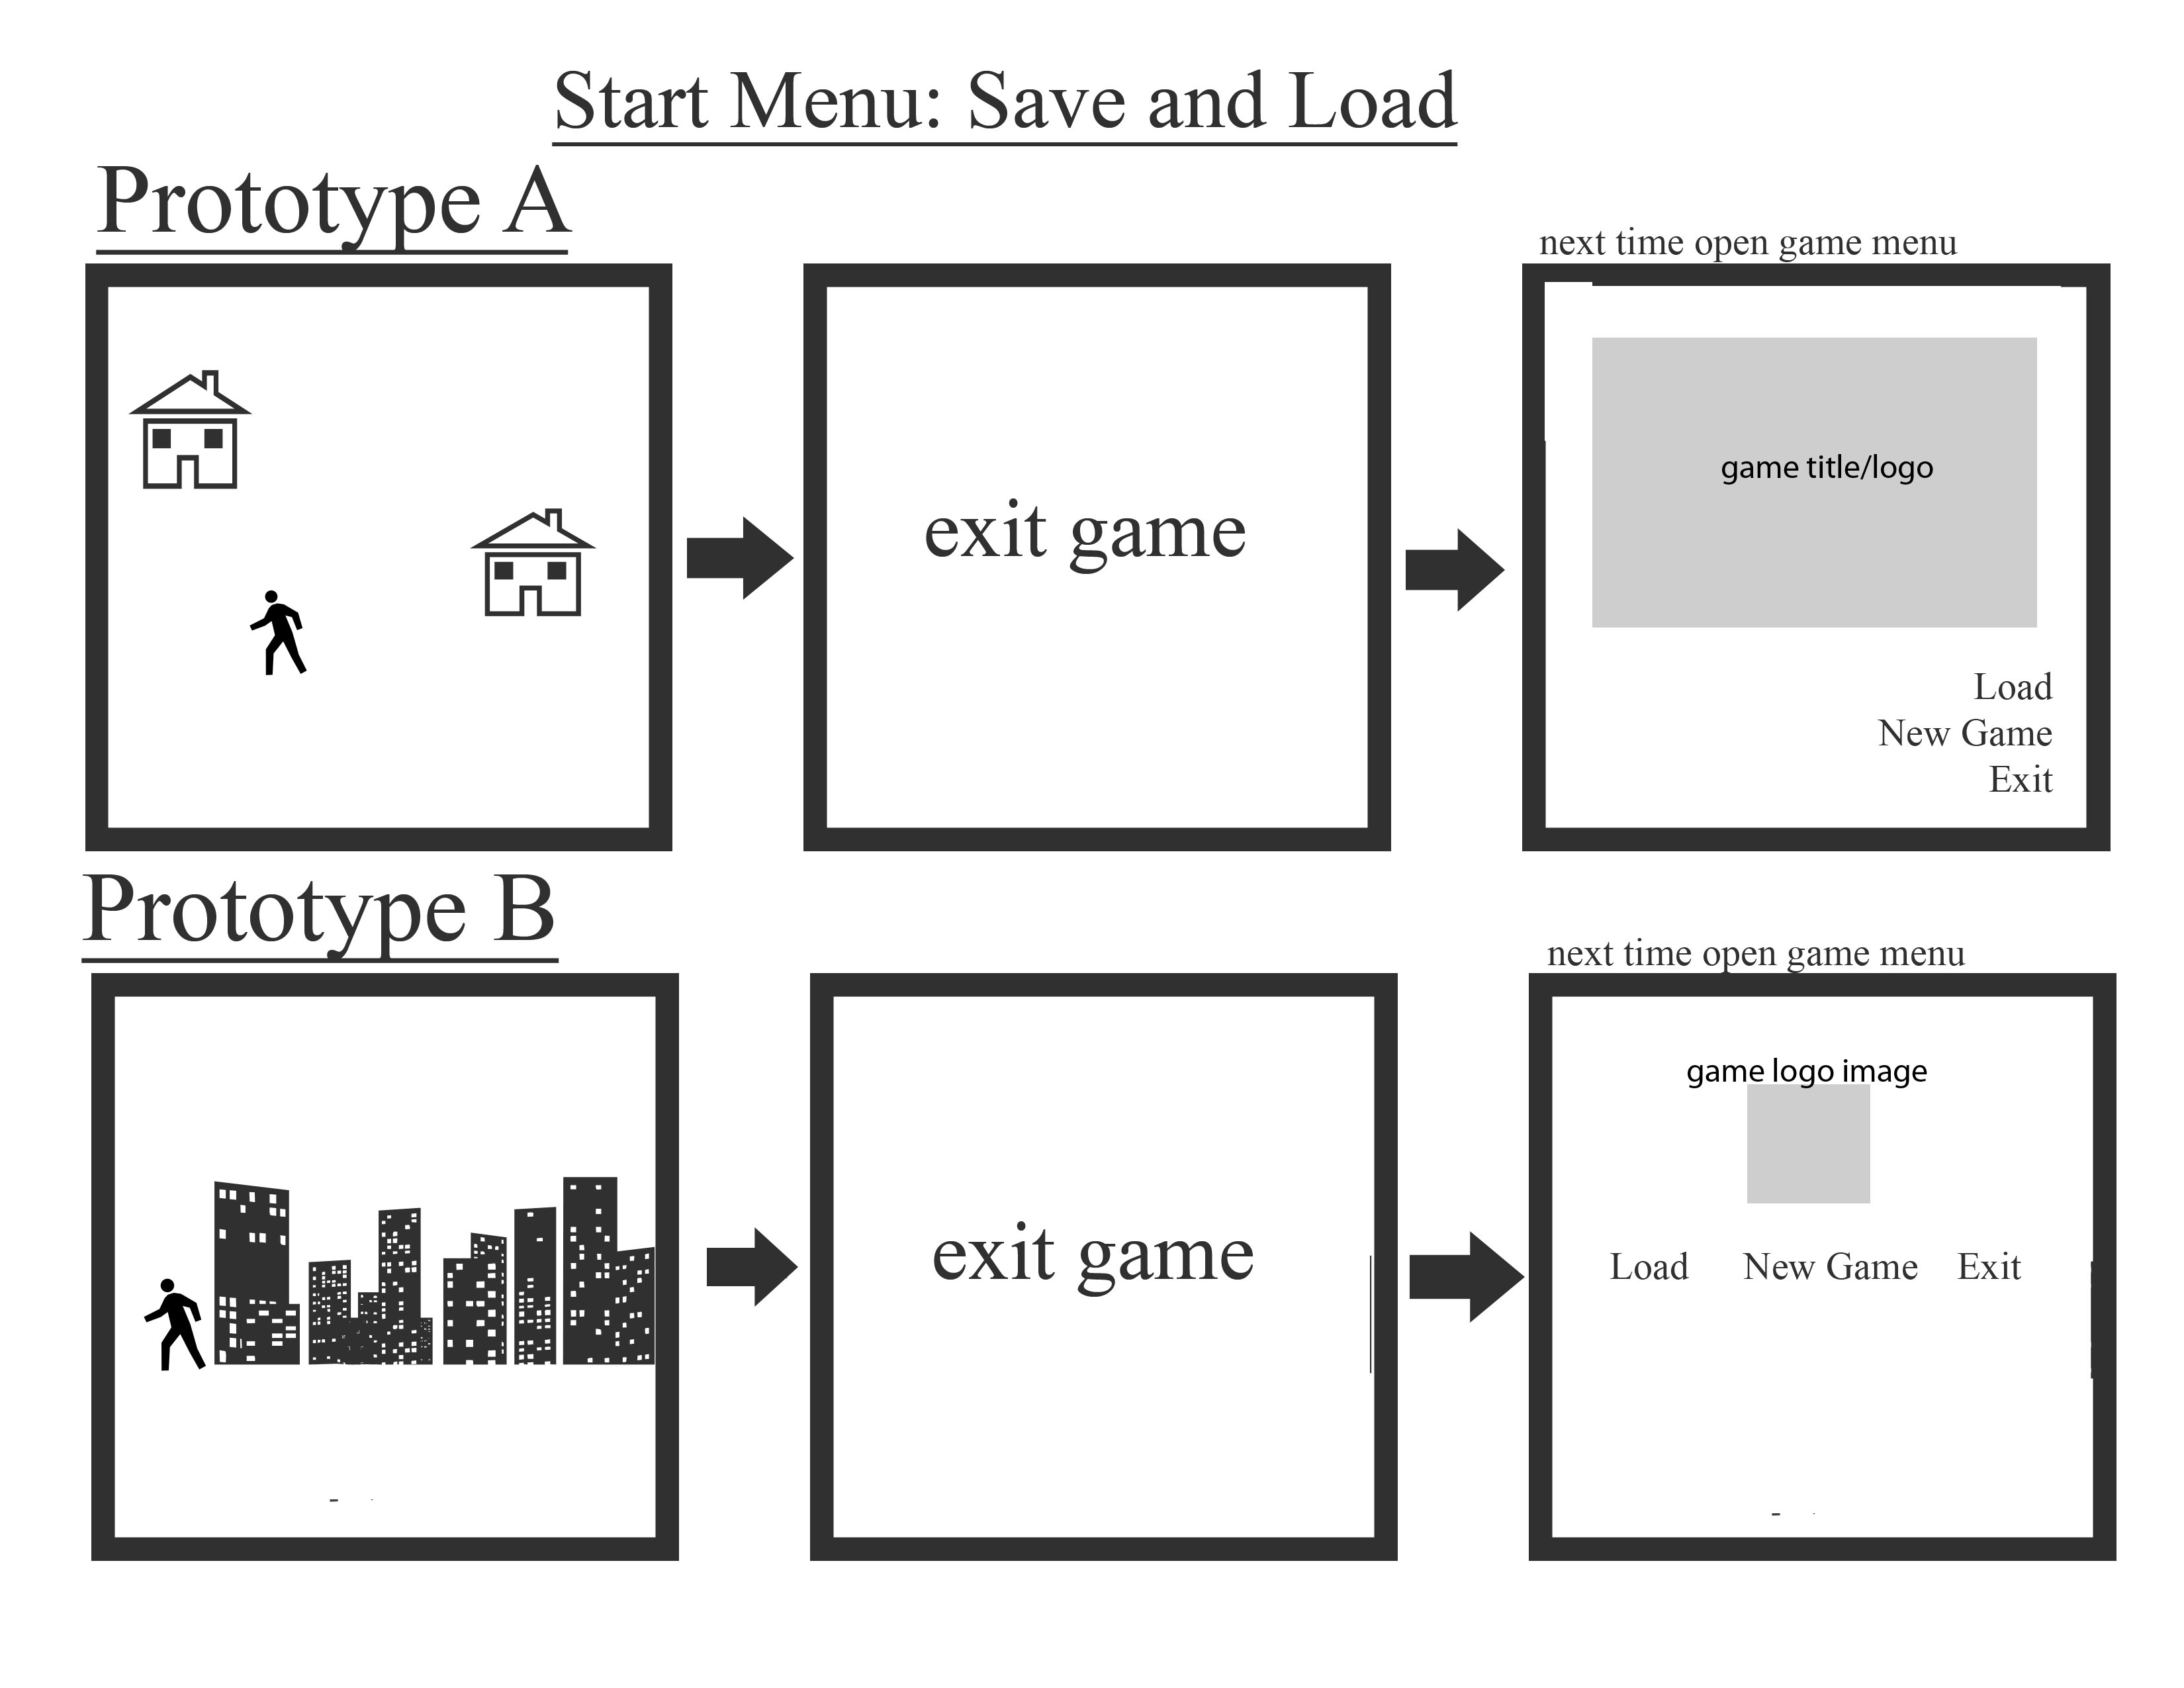 Start Menu: Save and Load
Prototype A
next time open game menu
exit game
game title/logo
Load
New Game
Exit
Prototype B
next time open game menu
exit game
game logo image
Load New Game Exit